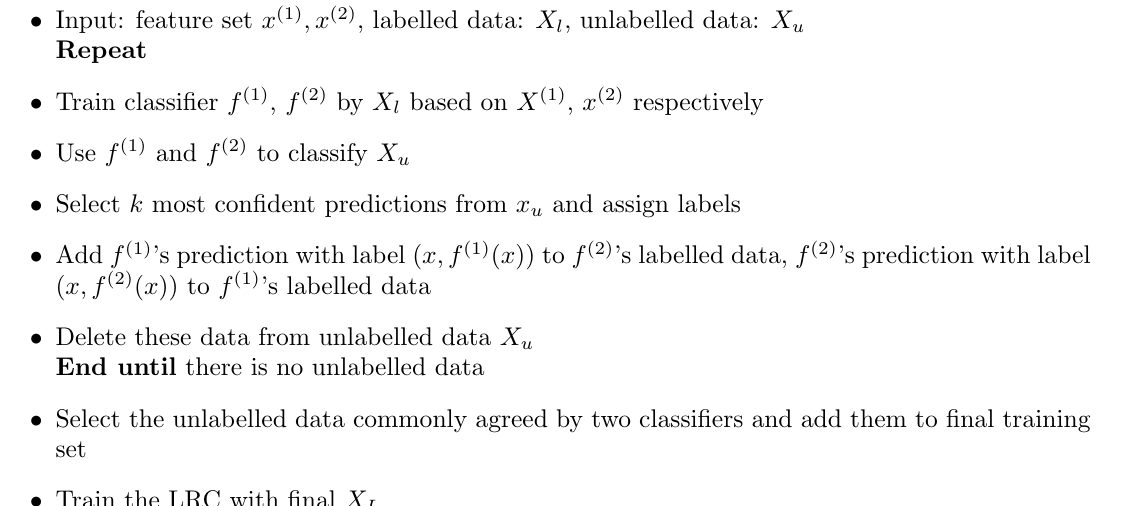 • Input: feature set x^(1), x^(2), labelled data: X_l, unlabelled data: X_u
Repeat
• Train classifier f^(1), f^(2) by X_l based on X^(1), x^(2) respectively
• Use f^(1) and f^(2) to classify X_u
• Select k most confident predictions from x_u and assign labels
• Add f^(1)'s prediction with label (x, f^(1)(x)) to f^(2)'s labelled data, f^(2)'s prediction with label
(x, f^(2)(x)) to f^(1)'s labelled data
• Delete these data from unlabelled data X_u
End until there is no unlabelled data
• Select the unlabelled data commonly agreed by two classifiers and add them to final training
set
• Train the LRC with final X_L